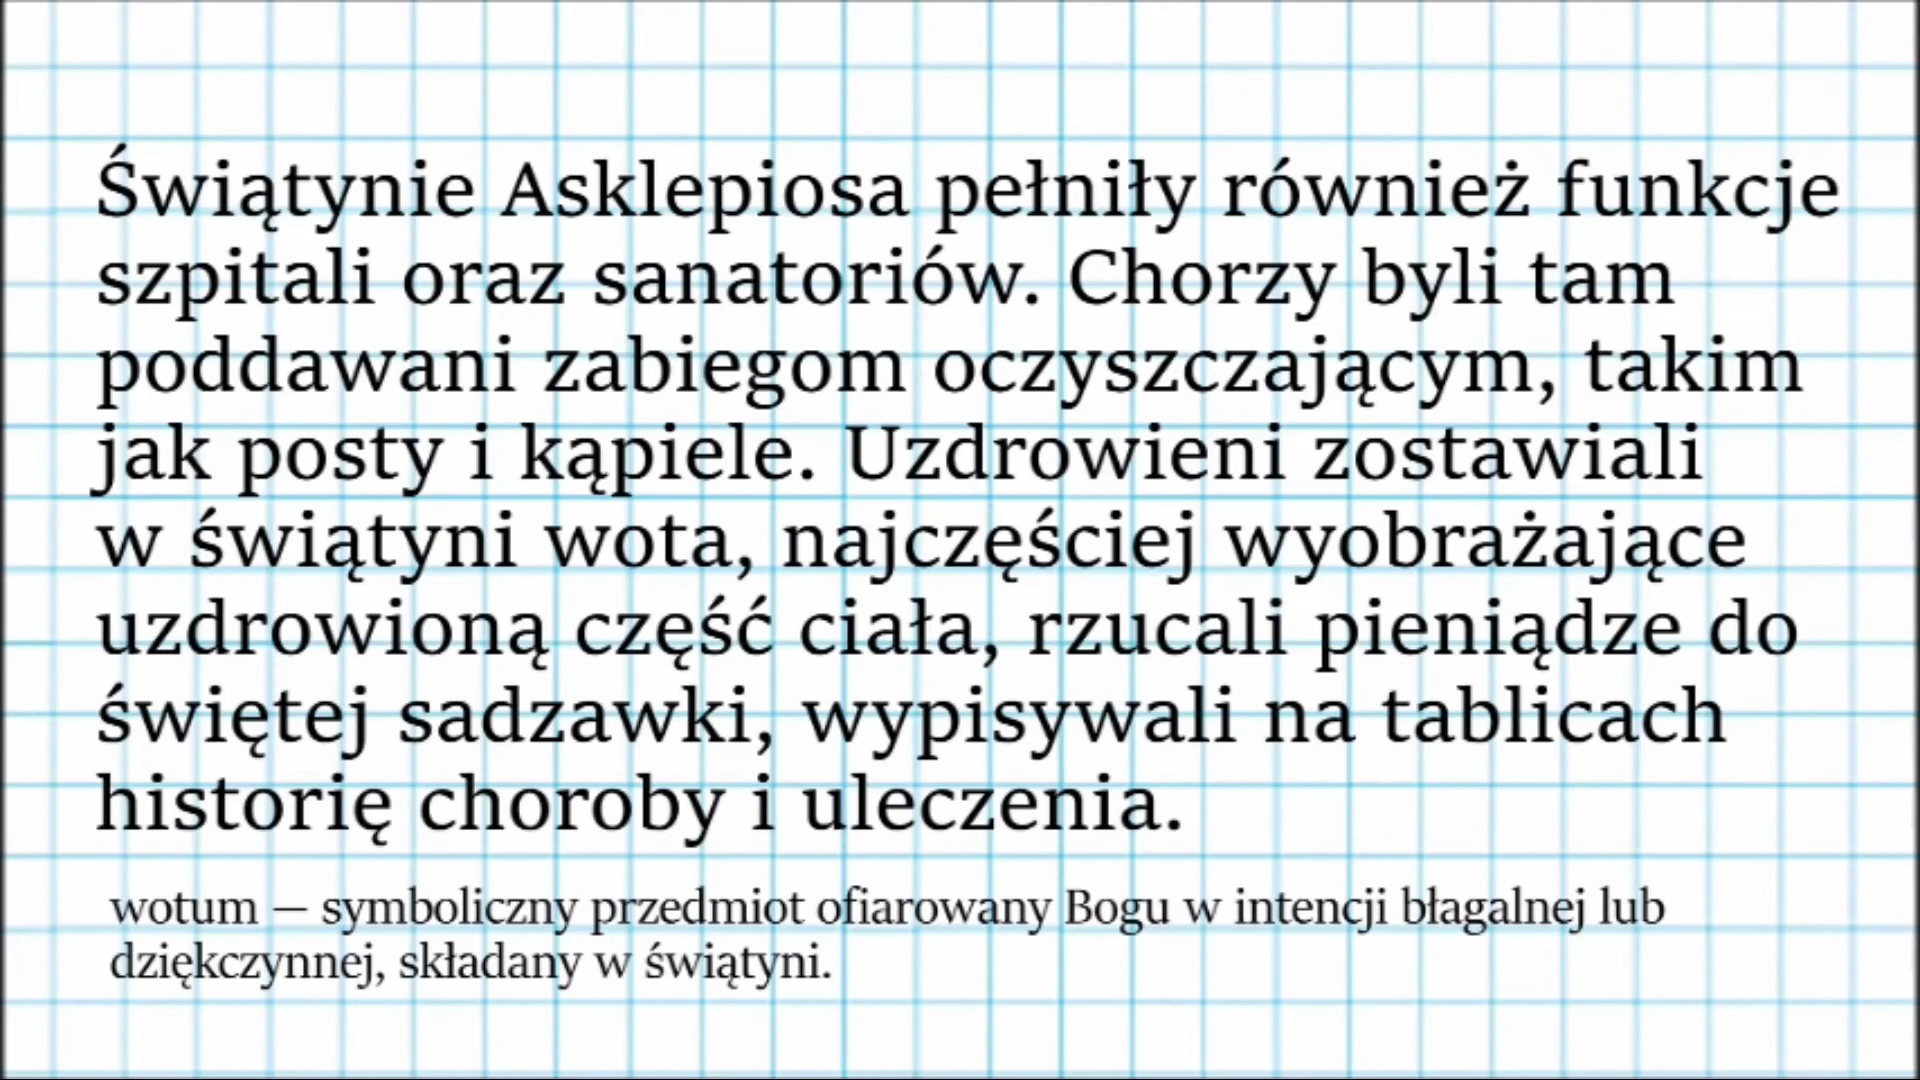 Świątynie Asklepiosa pełniły również funkcje
szpitali oraz sanatoriów. Chorzy byli tam
poddawani zabiegom oczyszczającym, takim
jak posty i kąpiele. Uzdrowieni zostawiali
w świątyni wota, najczęściej wyobrażające
uzdrowioną część ciała, rzucali pieniądze do
świętej sadzawki, wypisywali na tablicach
historię choroby i uleczenia.
wotum — symboliczny przedmiot ofiarowany Bogu w intencji błagalnej lub
dziękczynnej, składany w świątyni.